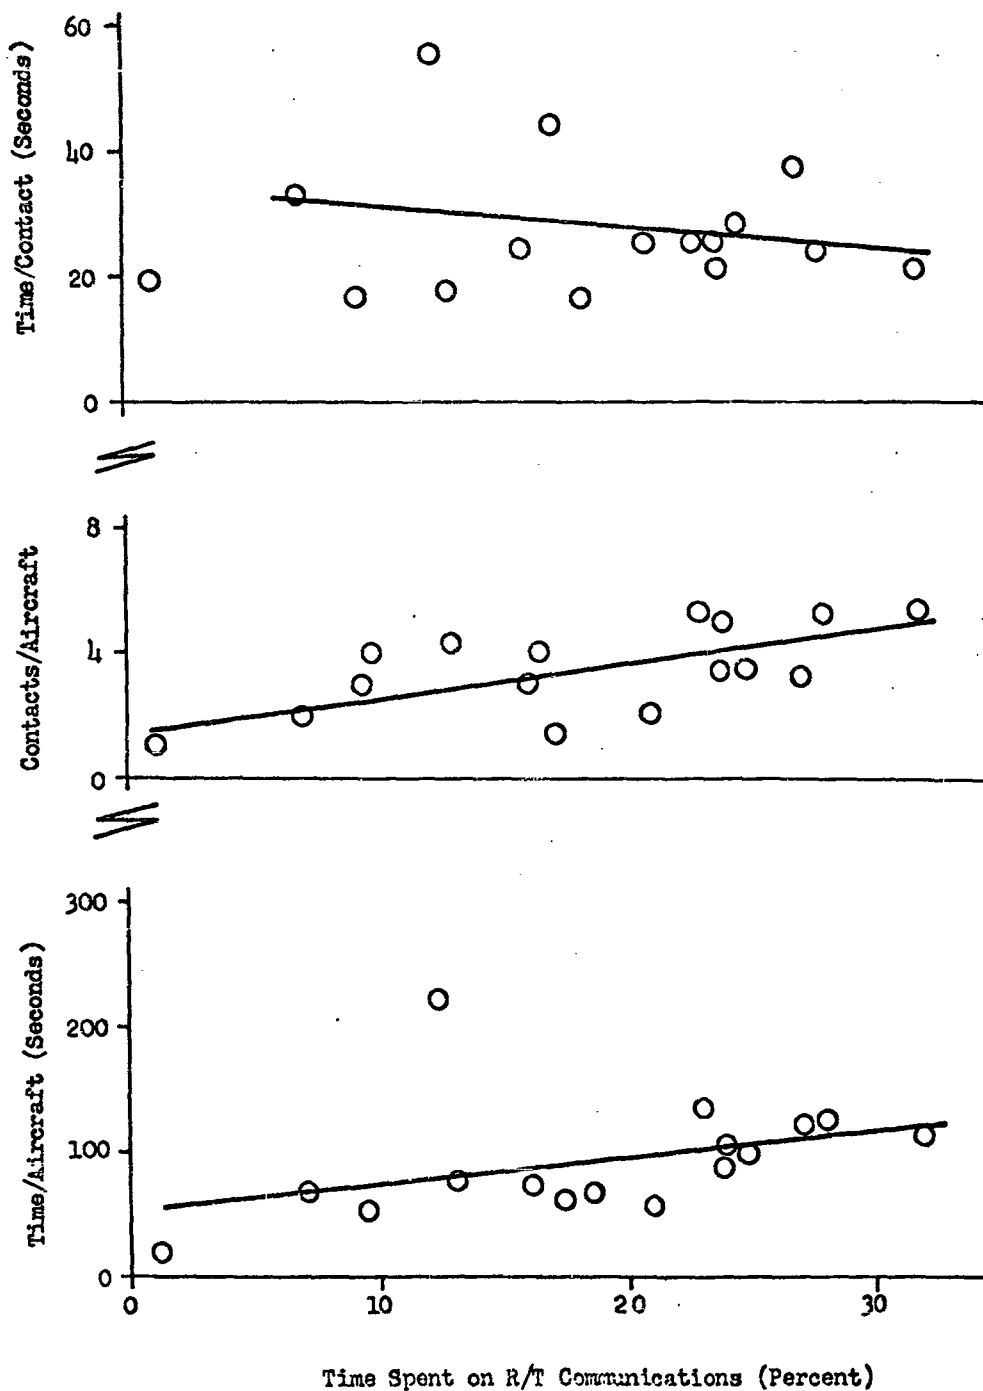 Time/Contact (Seconds)
60
40
20
0
Contacts/Aircraft
8
4
0
Time/Aircraft (Seconds)
300
200
100
0
0 10 20 30
Time Spent on R/T Communications (Percent)